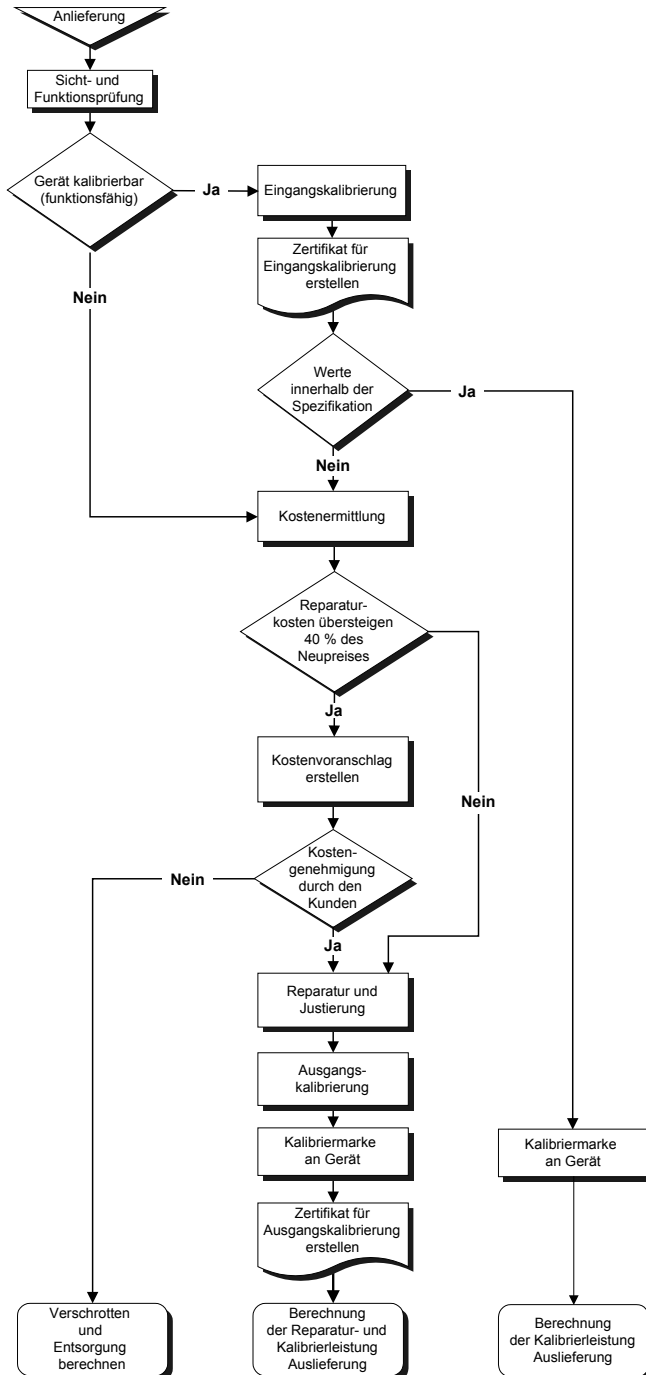 Anlieferung
Sicht- und
Funktionsprüfung
Gerät kalibrierbar
(funktionsfähig)
Ja
Eingangskalibrierung
Zertifikat für
Eingangskalibrierung
erstellen
Nein
Werte
innerhalb der
Spezifikation
Ja
Nein
Kostenermittlung
Reparatur-
kosten übersteigen
40 % des
Neupreises
Ja
Kostenvoranschlag
erstellen
Nein
Kosten-
genehmigung
durch den
Kunden
Nein
Ja
Reparatur und
Justierung
Ausgangs-
kalibrierung
Kalibriermarke
an Gerät
Kalibriermarke
an Gerät
Zertifikat für
Ausgangskalibrierung
erstellen
Verschrotten
und
Entsorgung
berechnen
Berechnung
der Reparatur- und
Kalibrierleistung
Auslieferung
Berechnung
der Kalibrierleistung
Auslieferung